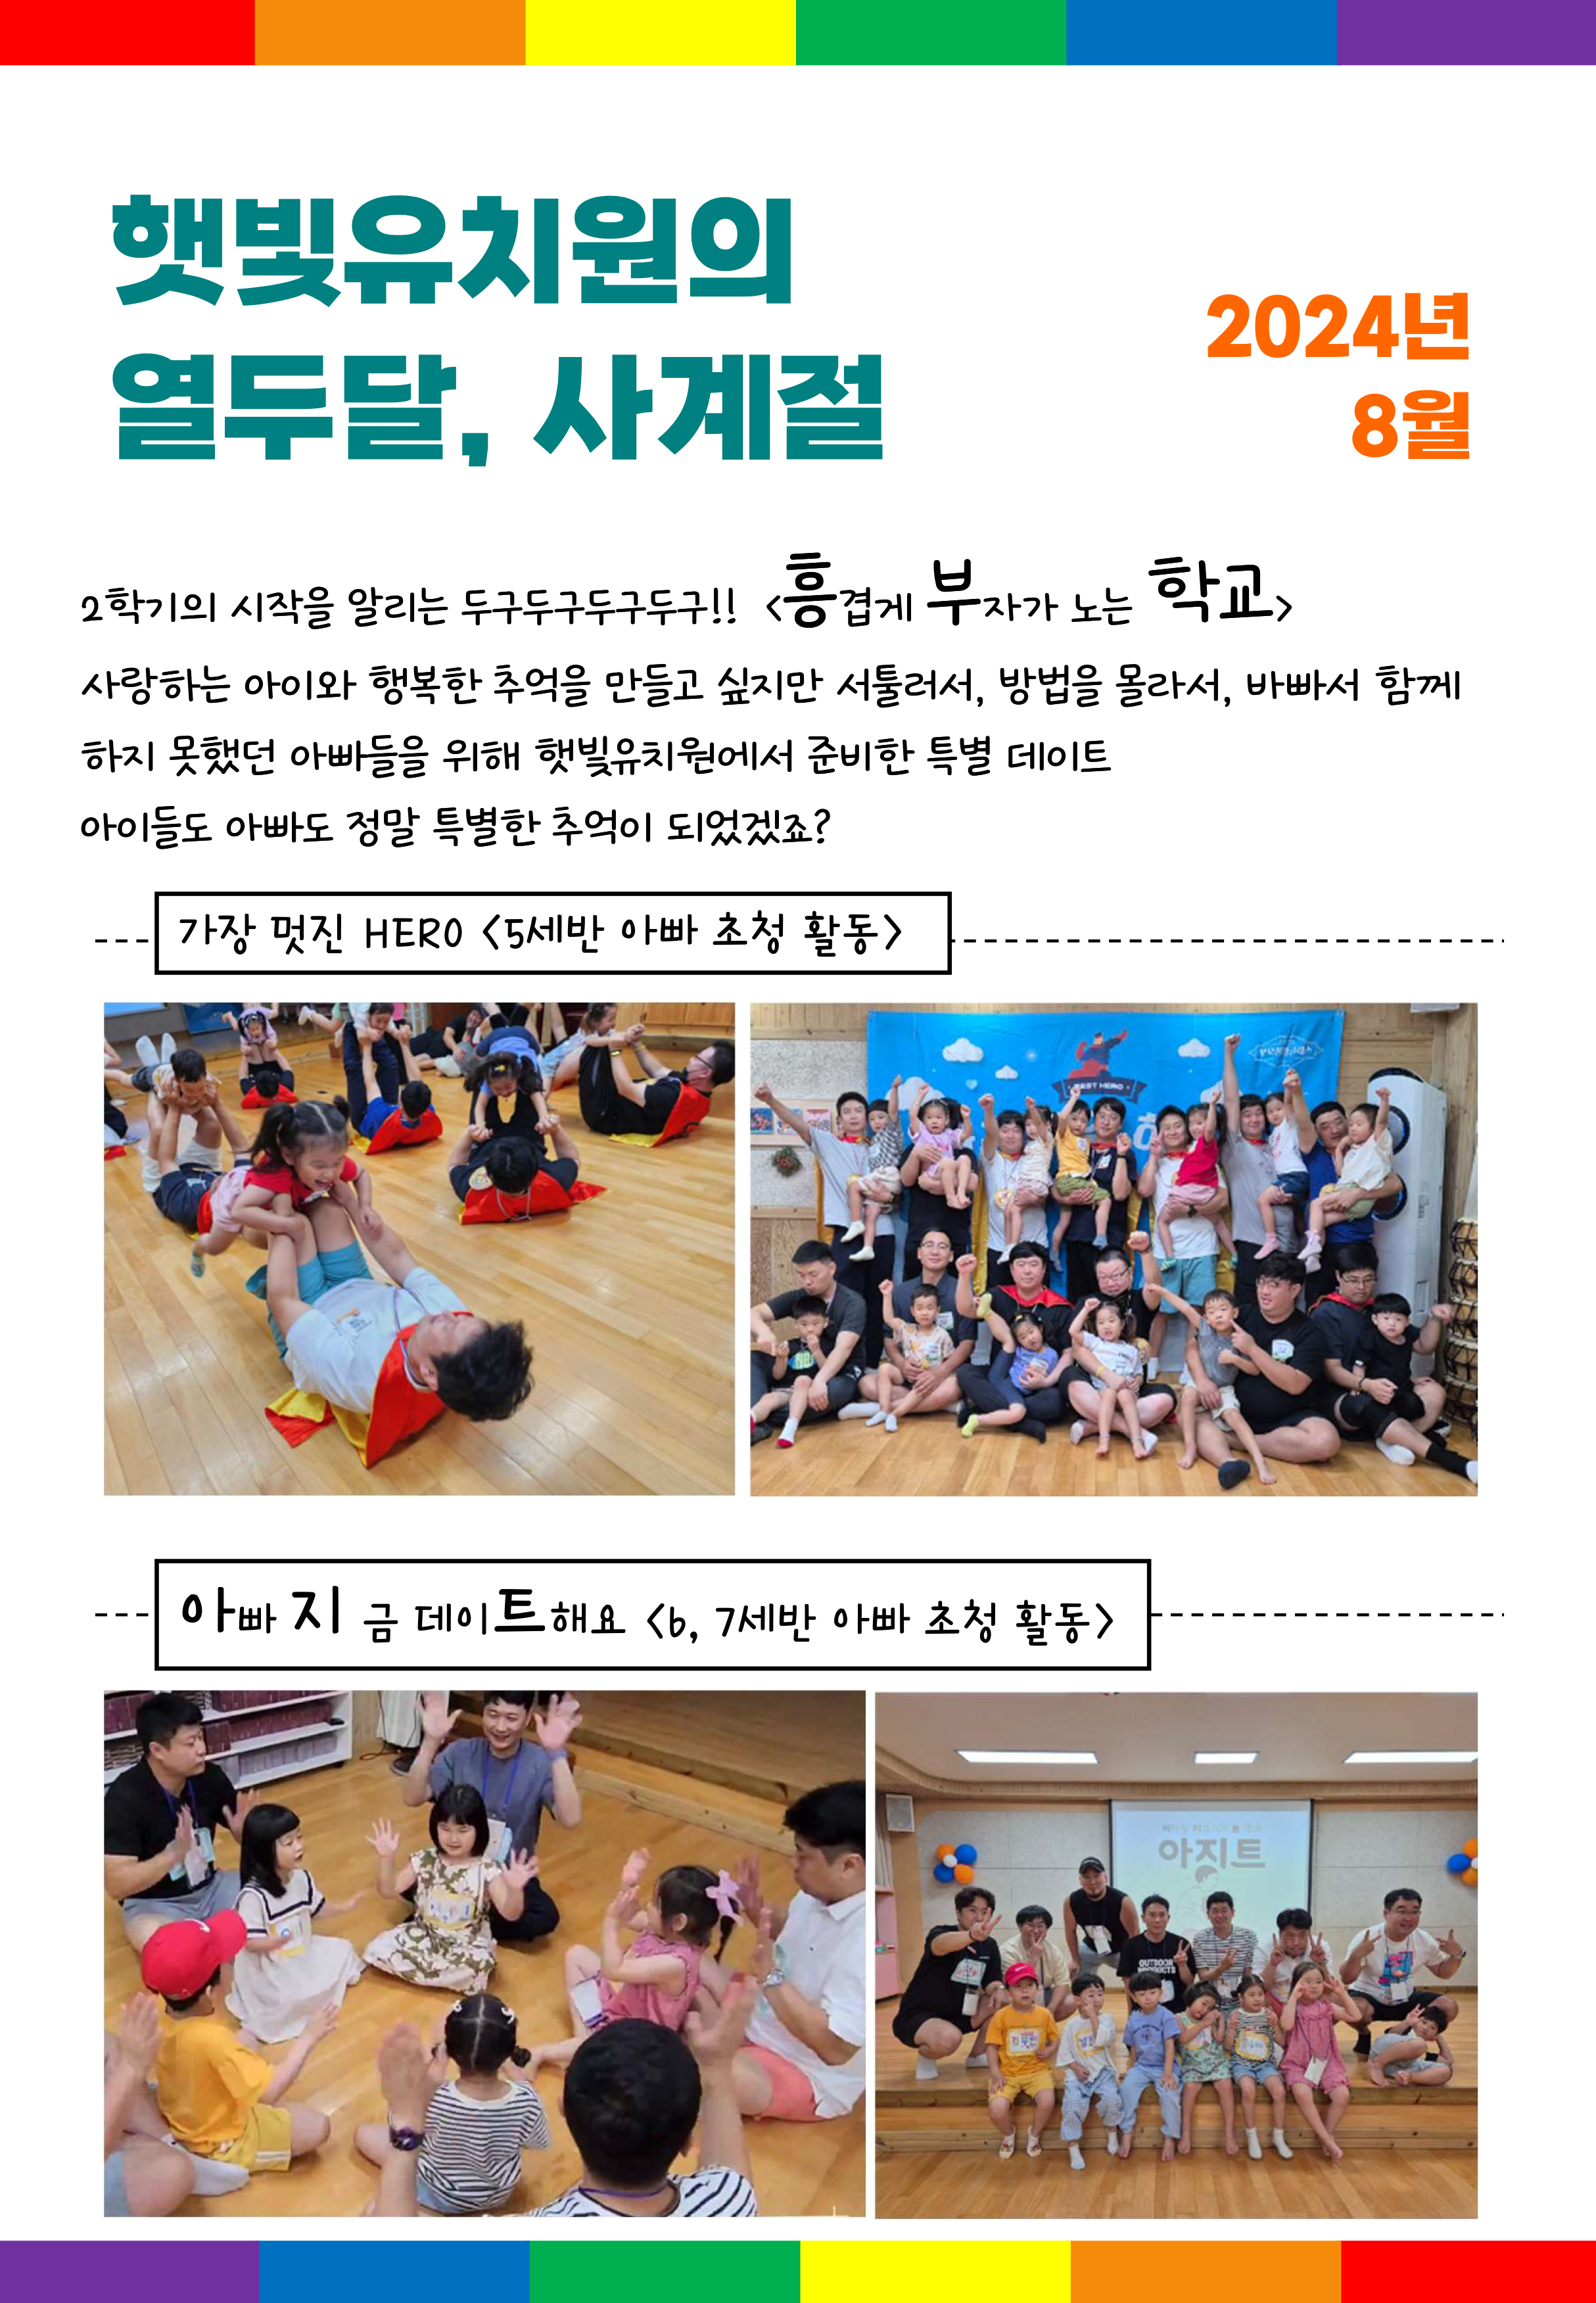 햇빛유치원의
열두달, 사계절
2024년
8월
2학기의 시작을 알리는 두구두구두구두구!! <흥겹게 부자가 노는 학교>
사랑하는 아이와 행복한 추억을 만들고 싶지만 서툴러서, 방법을 몰라서, 바빠서 함께
하지 못했던 아빠들을 위해 햇빛유치원에서 준비한 특별 데이트
아이들도 아빠도 정말 특별한 추억이 되었겠죠?
가장 멋진 HERO <5세반 아빠 초청 활동>
BEST HERO
아빠 지금 데이트해요 <6, 7세반 아빠 초청 활동>
아지트
OUTDOOR
PRODUCTS